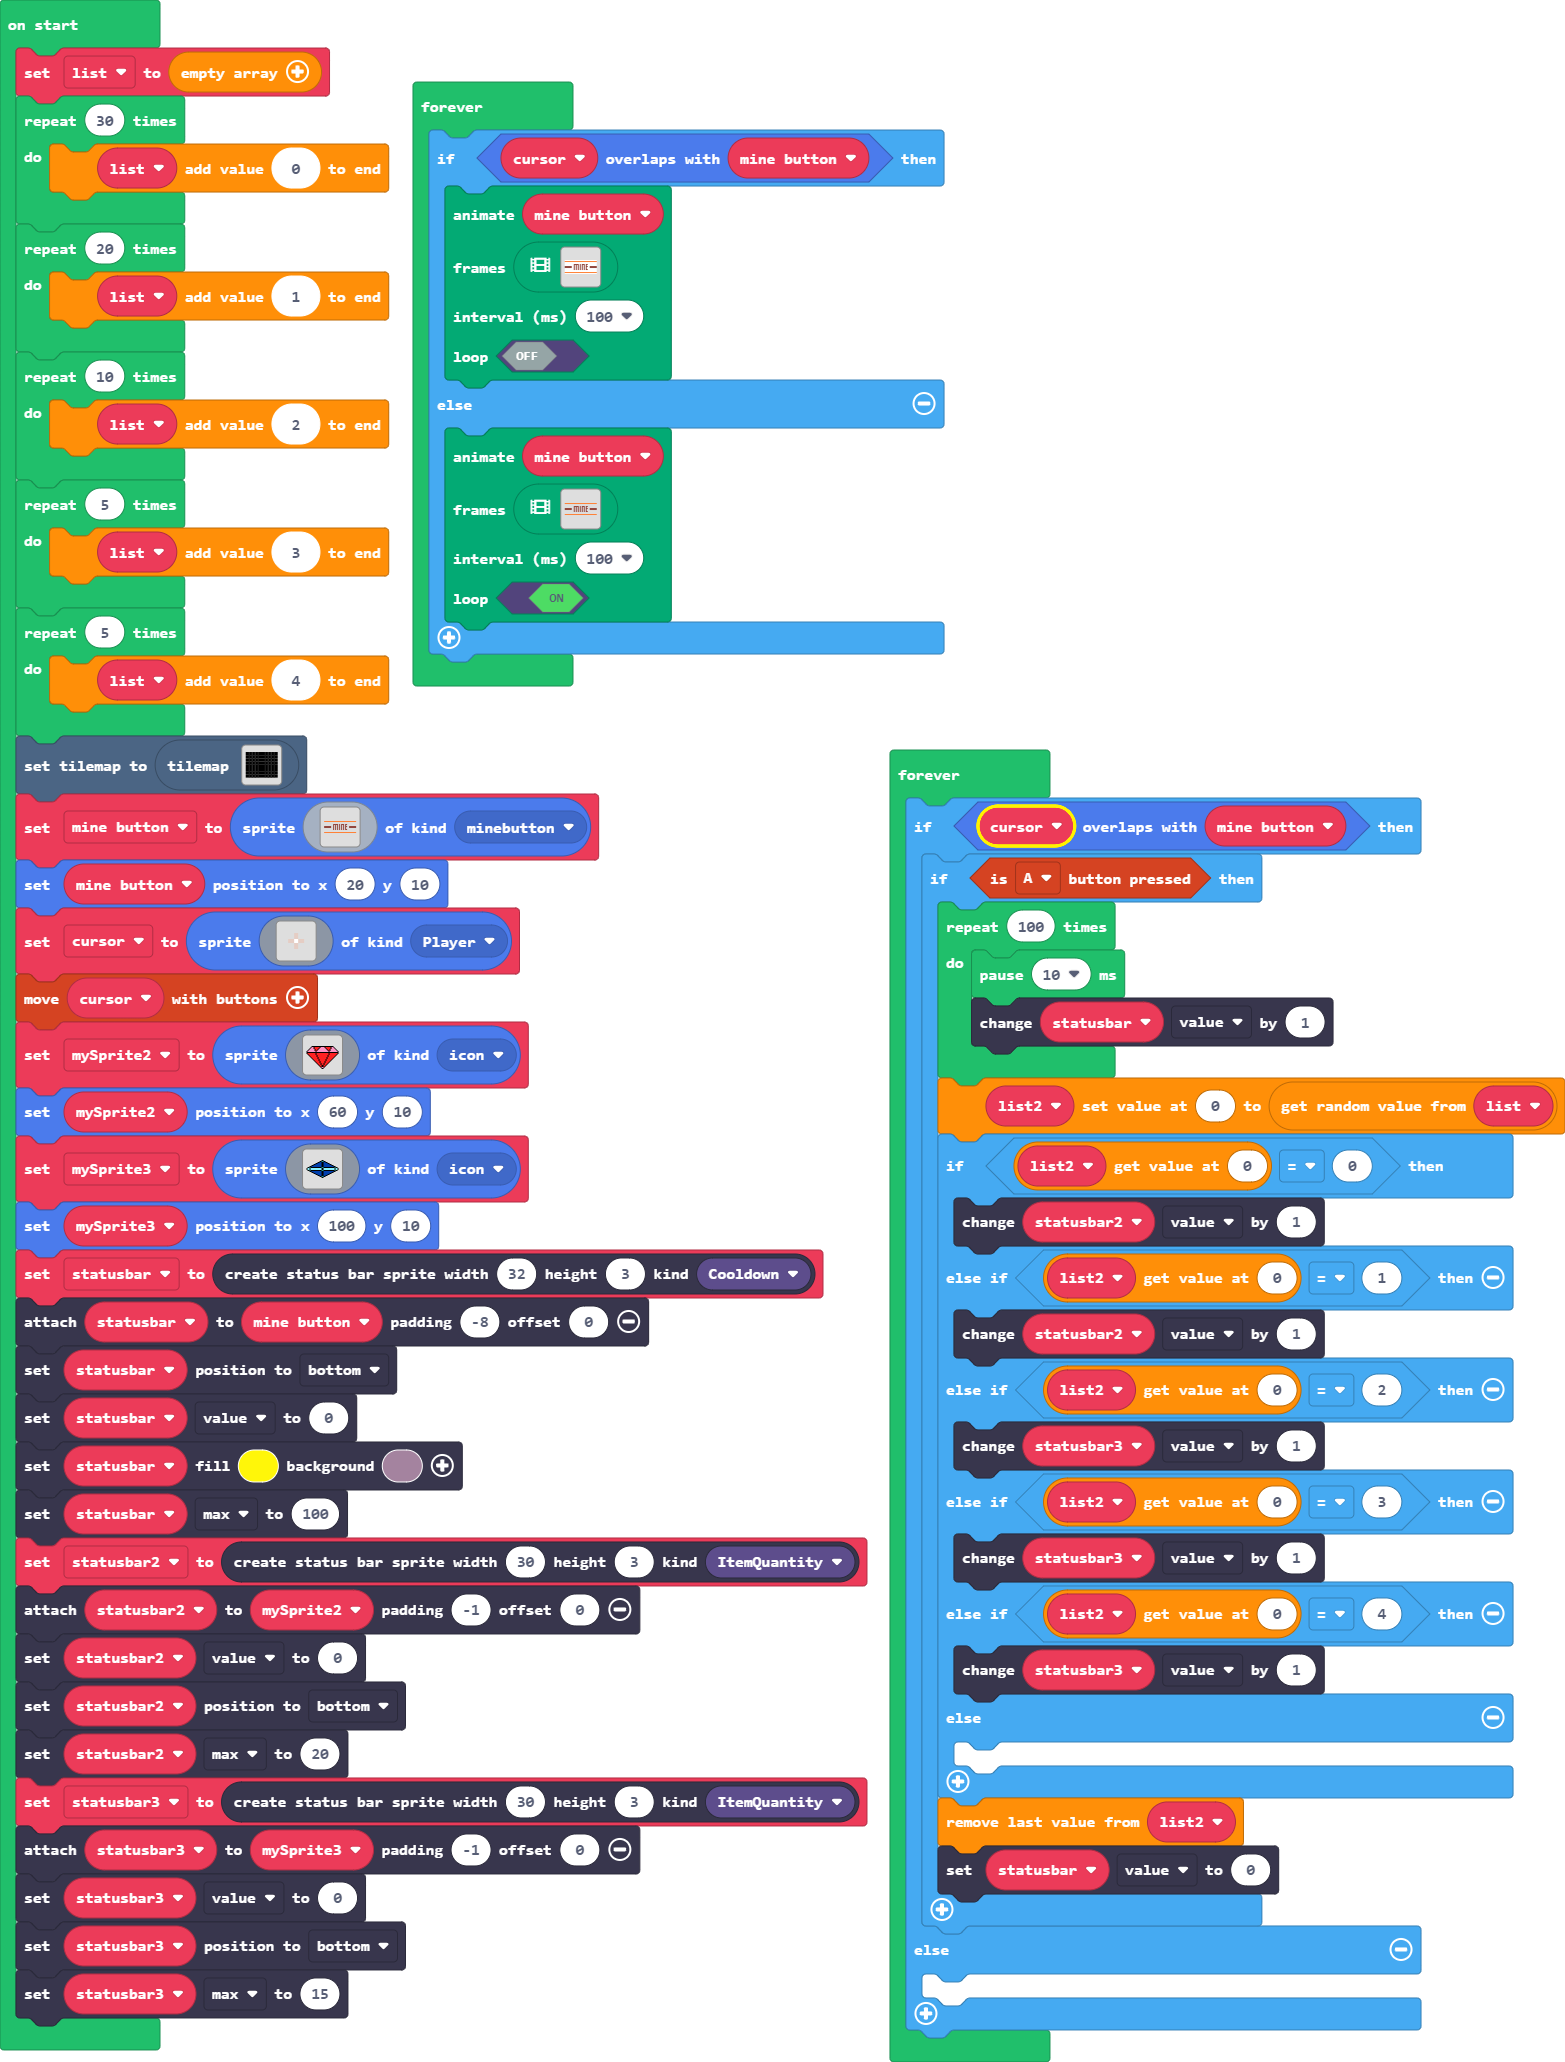 on start
set list to empty array
repeat 30 times
do list add value 0 to end
repeat 20 times
do list add value 1 to end
repeat 10 times
do list add value 2 to end
repeat 5 times
do list add value 3 to end
repeat 5 times
do list add value 4 to end
set tilemap to tilemap
set mine button to sprite MINE of kind minebutton
set mine button position to x 20 y 10
set cursor to sprite of kind Player
move cursor with buttons
set mySprite2 to sprite of kind icon
set mySprite2 position to x 60 y 10
set mySprite3 to sprite of kind icon
set mySprite3 position to x 100 y 10
set statusbar to create status bar sprite width 32 height 3 kind Cooldown
attach statusbar to mine button padding -8 offset 0
set statusbar position to bottom
set statusbar value to 0
set statusbar fill background
set statusbar max to 100
set statusbar2 to create status bar sprite width 30 height 3 kind ItemQuantity
attach statusbar2 to mySprite2 padding -1 offset 0
set statusbar2 value to 0
set statusbar2 position to bottom
set statusbar2 max to 20
set statusbar3 to create status bar sprite width 30 height 3 kind ItemQuantity
attach statusbar3 to mySprite3 padding -1 offset 0
set statusbar3 value to 0
set statusbar3 position to bottom
set statusbar3 max to 15
forever
if cursor overlaps with mine button then
animate mine button
frames MINE
interval (ms) 100
loop OFF
else
animate mine button
frames MINE
interval (ms) 100
loop ON
forever
if cursor overlaps with mine button then
if is A button pressed then
repeat 100 times
do pause 10 ms
change statusbar value by 1
list2 set value at 0 to get random value from list
if list2 get value at 0 = 0 then
change statusbar2 value by 1
else if list2 get value at 0 = 1 then
change statusbar2 value by 1
else if list2 get value at 0 = 2 then
change statusbar3 value by 1
else if list2 get value at 0 = 3 then
change statusbar3 value by 1
else if list2 get value at 0 = 4 then
change statusbar3 value by 1
else
remove last value from list2
set statusbar value to 0
else